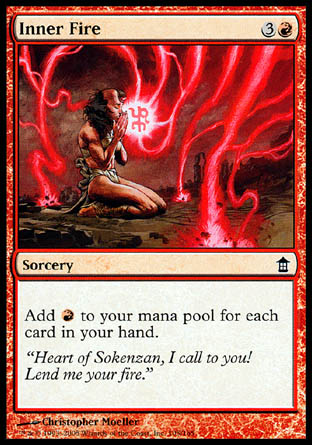 Inner Fire 3
Sorcery
Add to your mana pool for each
card in your hand.
“Heart of Sokenzan, I call to you!
Lend me your fire.”
Christopher Moeller